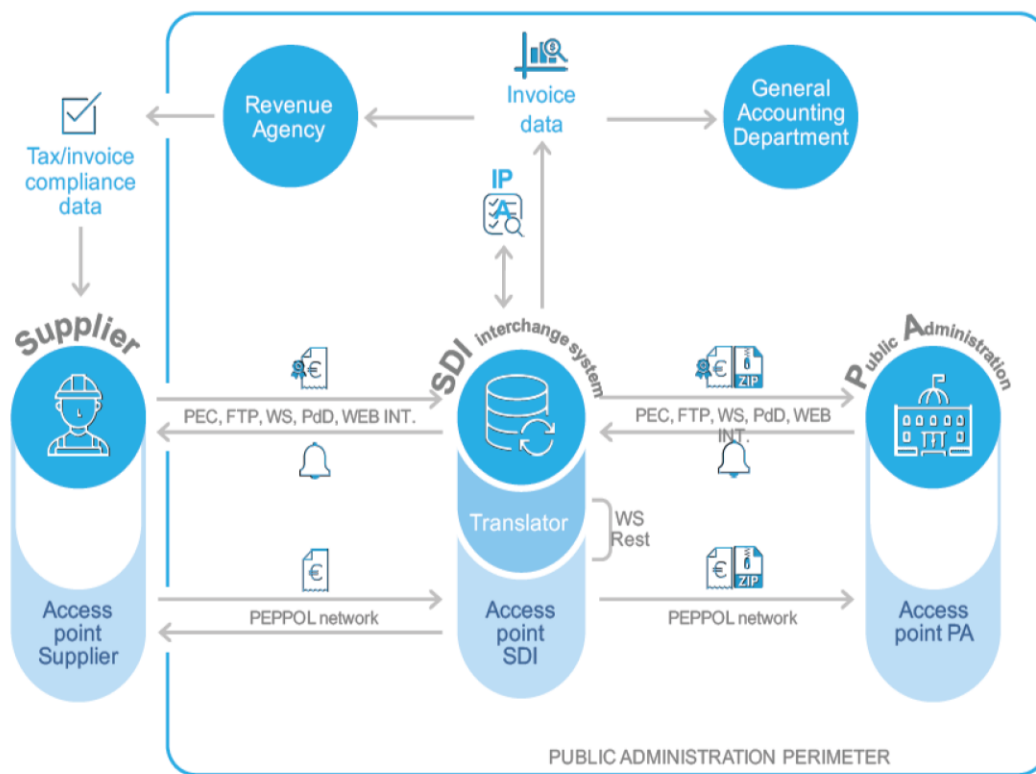 Revenue
Agency
Invoice
data
General
Accounting
Department
Tax/invoice
compliance
data
IP
A
Supplier
SDI interchange system
Public Administration
€
€ ZIP
PEC, FTP, WS, PdD, WEB INT.
PEC, FTP, WS, PdD, WEB
INT.
Translator
WS
Rest
€
€ ZIP
PEPPOL network
PEPPOL network
Access
point
Supplier
Access
point
SDI
Access
point PA
PUBLIC ADMINISTRATION PERIMETER